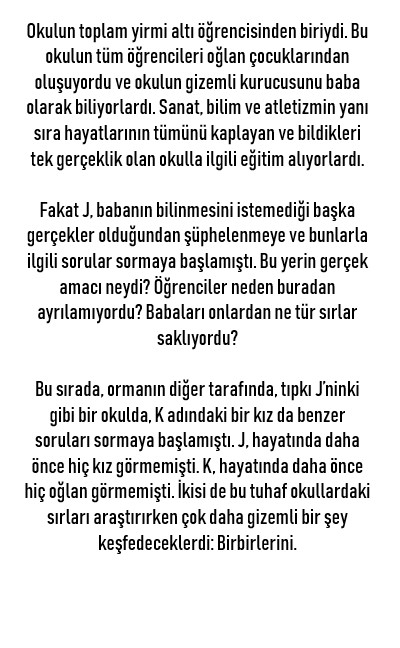 Okulun toplam yirmi altı öğrencisinden biriydi. Bu
okulun tüm öğrencileri oğlan çocuklarından
oluşuyordu ve okulun gizemli kurucusunu baba
olarak biliyorlardı. Sanat, bilim ve atletizmin yanı
sıra hayatlarının tümünü kaplayan ve bildikleri
tek gerçeklik olan okulla ilgili eğitim alıyorlardı.

Fakat J, babanın bilinmesini istemediği başka
gerçekler olduğundan şüphelenmeye ve bunlarla
ilgili sorular sormaya başlamıştı. Bu yerin gerçek
amacı neydi? Öğrenciler neden buradan
ayrılamıyordu? Babaları onlardan ne tür sırlar
saklıyordu?

Bu sırada, ormanın diğer tarafında, tıpkı J’ninki
gibi bir okulda, K adındaki bir kız da benzer
soruları sormaya başlamıştı. J, hayatında daha
önce hiç kız görmemişti. K, hayatında daha önce
hiç oğlan görmemişti. İkisi de bu tuhaf okullardaki
sırları araştırırken çok daha gizemli bir şey
keşfedeceklerdi: Birbirlerini.